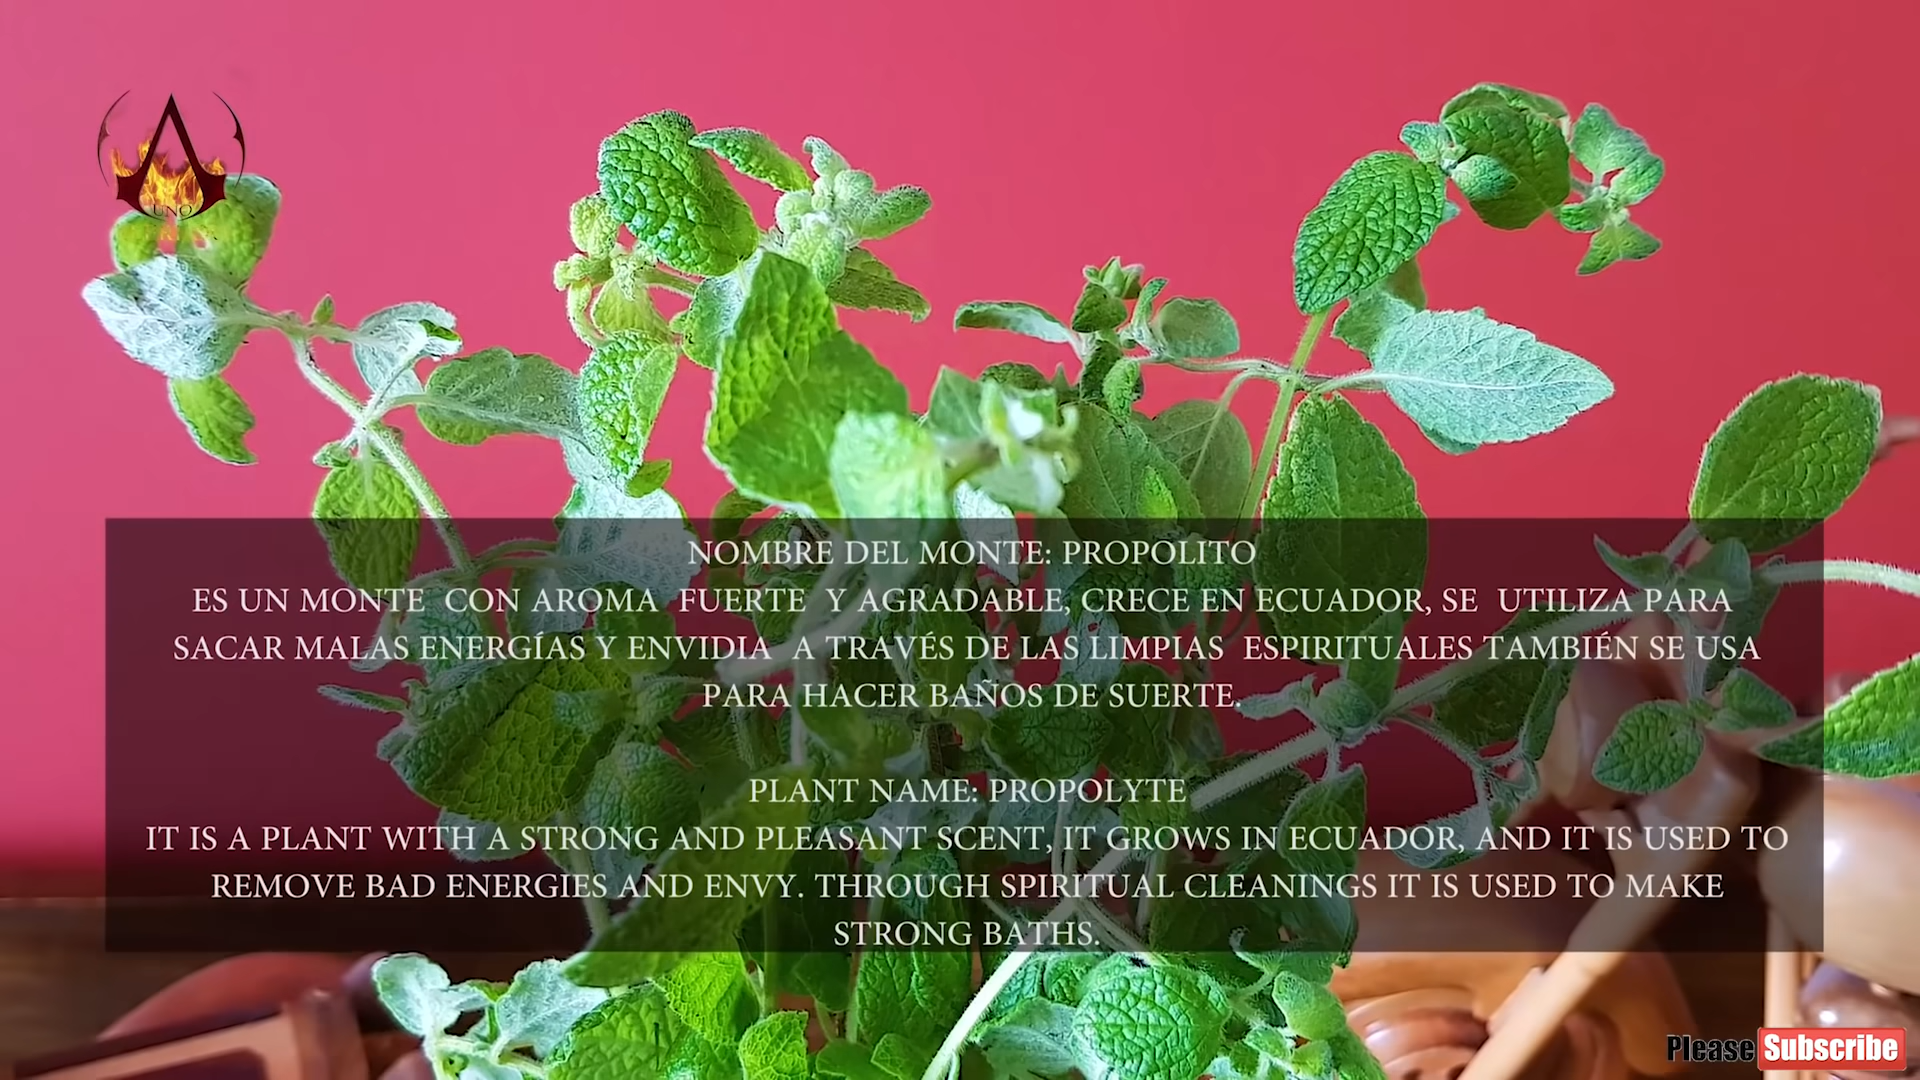 UNO
NOMBRE DEL MONTE: PROPOLITO
ES UN MONTE CON AROMA FUERTE Y AGRADABLE, CRECE EN ECUADOR, SE UTILIZA PARA
SACAR MALAS ENERGÍAS Y ENVIDIA A TRAVÉS DE LAS LIMPIAS ESPIRITUALES TAMBIÉN SE USA
PARA HACER BAÑOS DE SUERTE.
PLANT NAME: PROPOLYTE
IT IS A PLANT WITH A STRONG AND PLEASANT SCENT, IT GROWS IN ECUADOR, AND IT IS USED TO
REMOVE BAD ENERGIES AND ENVY. THROUGH SPIRITUAL CLEANINGS IT IS USED TO MAKE
STRONG BATHS.
Please Subscribe